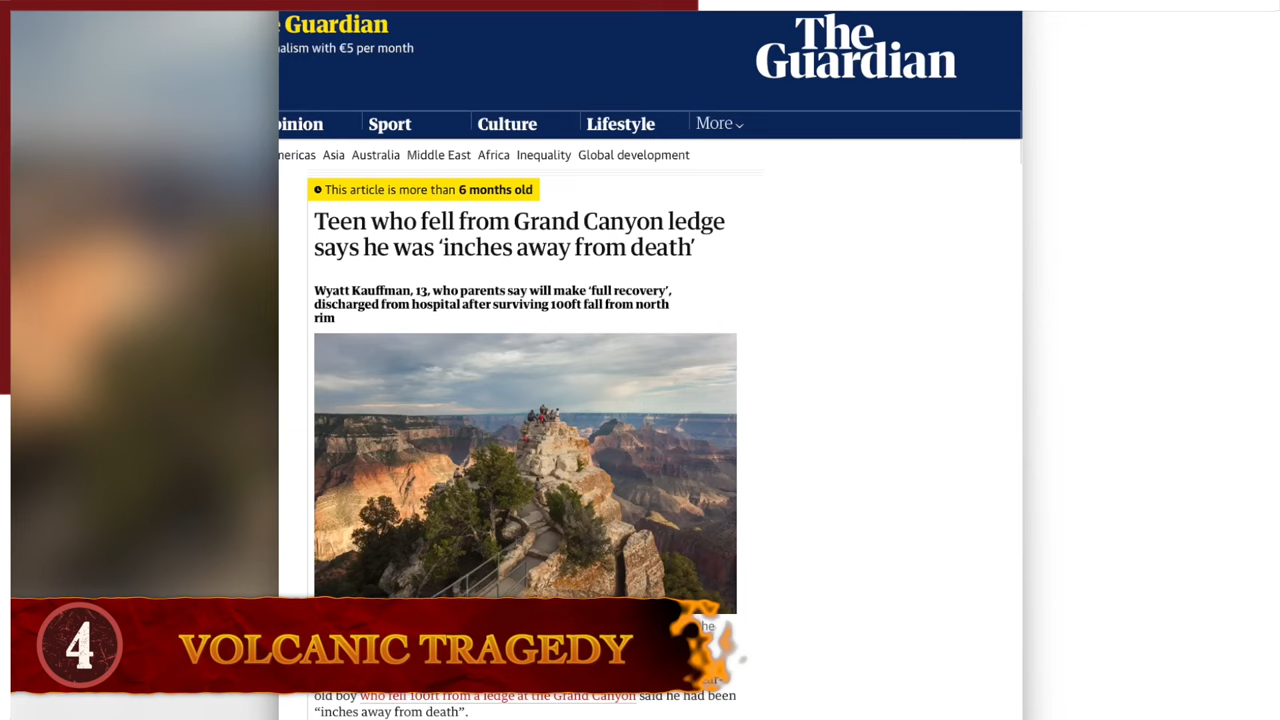 Guardian
The
Guardian
with €5 per month
Sport
Culture
Lifestyle
More
Asia
Australia
Middle East
Africa
Inequality
Global development
This article is more than 6 months old
Teen who fell from Grand Canyon ledge
says he was ‘inches away from death’
Wyatt Kauffman, 13, who parents say will make ‘full recovery’,
discharged from hospital after surviving 100ft fall from north
rim
4
VOLCANIC TRAGEDY
old boy who fell 100ft from a ledge at the Grand Canyon said he had been
“inches away from death”.